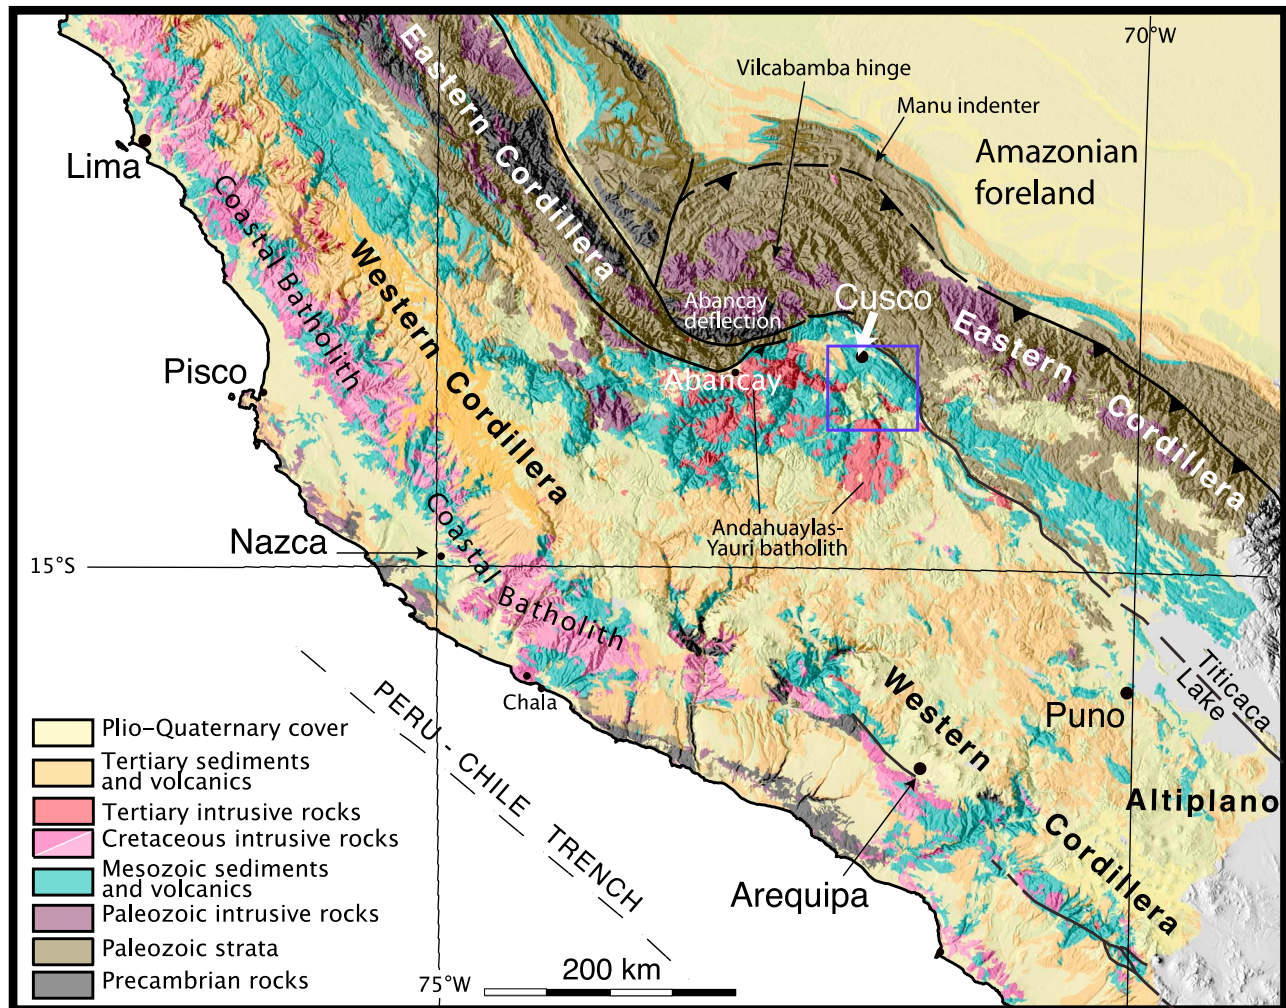 70°W
Vilcabamba hinge
Manu indenter
Amazonian
foreland
Eastern Cordillera
Lima
Coastal Batholith
Western Cordillera
Abancay
deflection
Cusco
Eastern Cordillera
Pisco
Abancay
Andahuaylas-
Yauri batholith
Nazca
15°S
Coastal Batholith
Chala
PERU - CHILE TRENCH
Western Cordillera
Titicaca
Lake
Puno
Altiplano
Arequipa
Plio-Quaternary cover
Tertiary sediments
and volcanics
Tertiary intrusive rocks
Cretaceous intrusive rocks
Mesozoic sediments
and volcanics
Paleozoic intrusive rocks
Paleozoic strata
Precambrian rocks
75°W
200 km